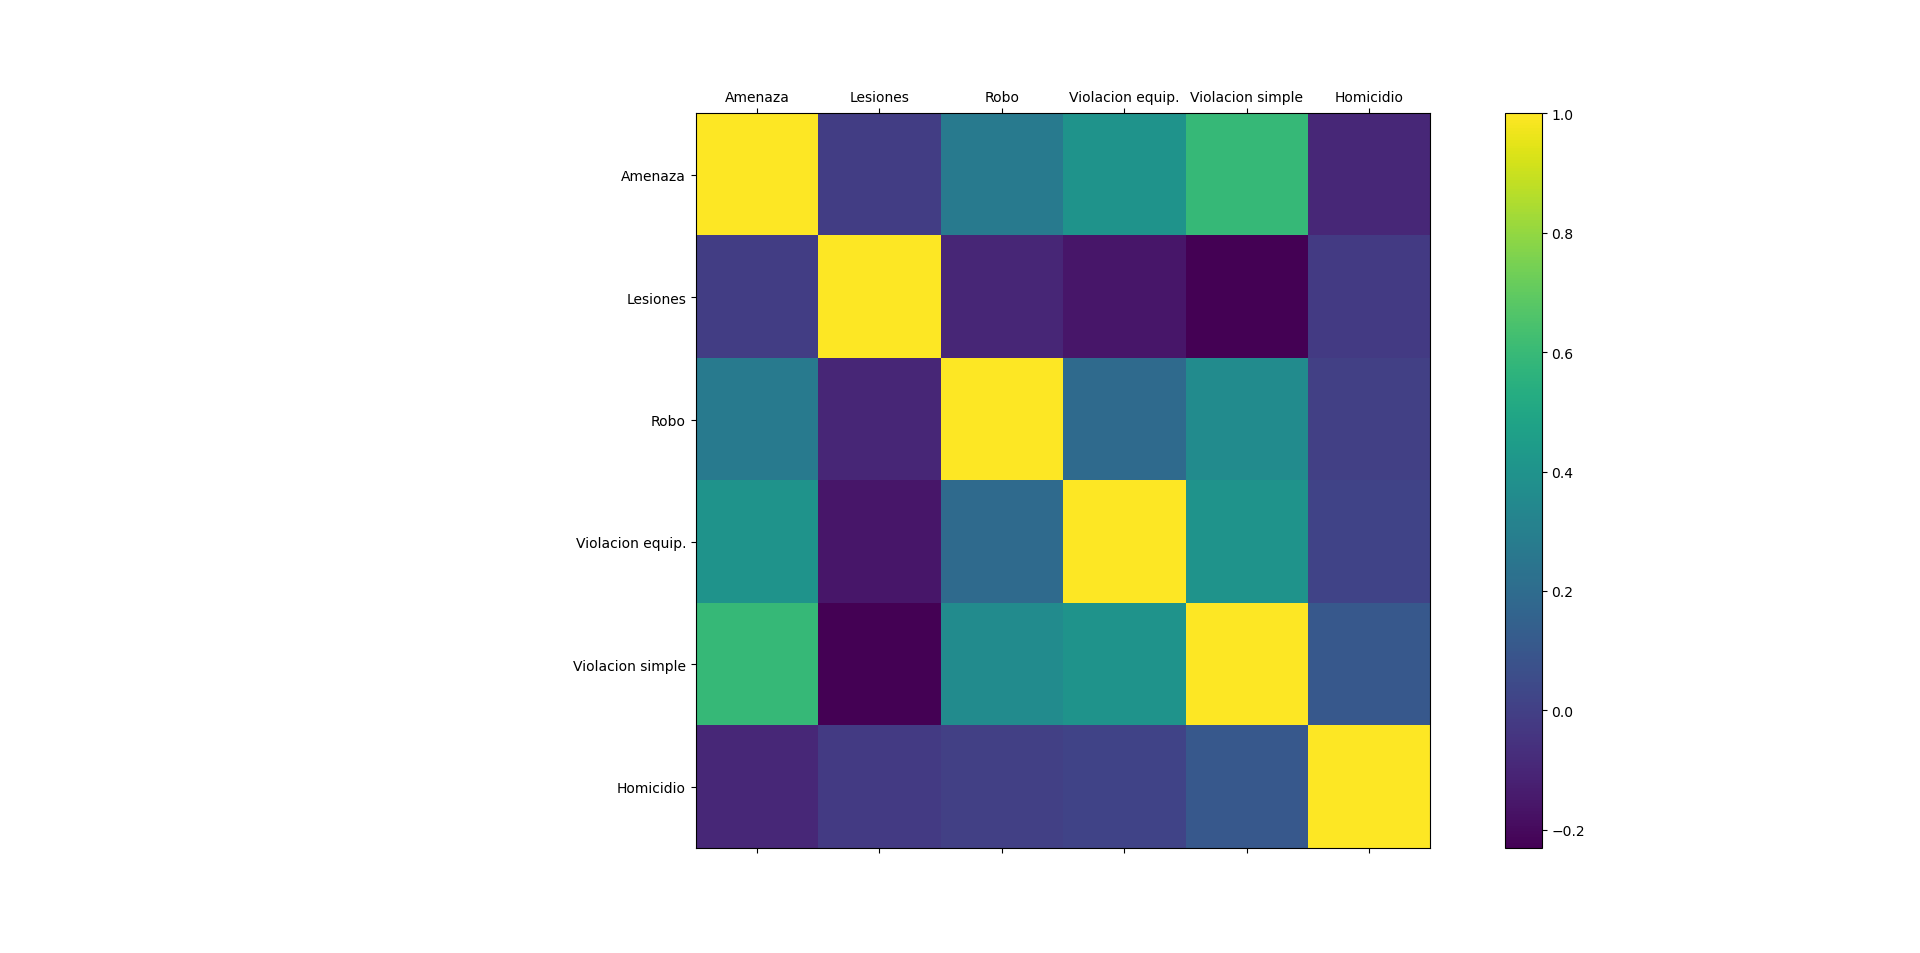 Amenaza Lesiones Robo Violacion equip. Violacion simple Homicidio
Amenaza
Lesiones
Robo
Violacion equip.
Violacion simple
Homicidio
1.0
0.8
0.6
0.4
0.2
0.0
−0.2